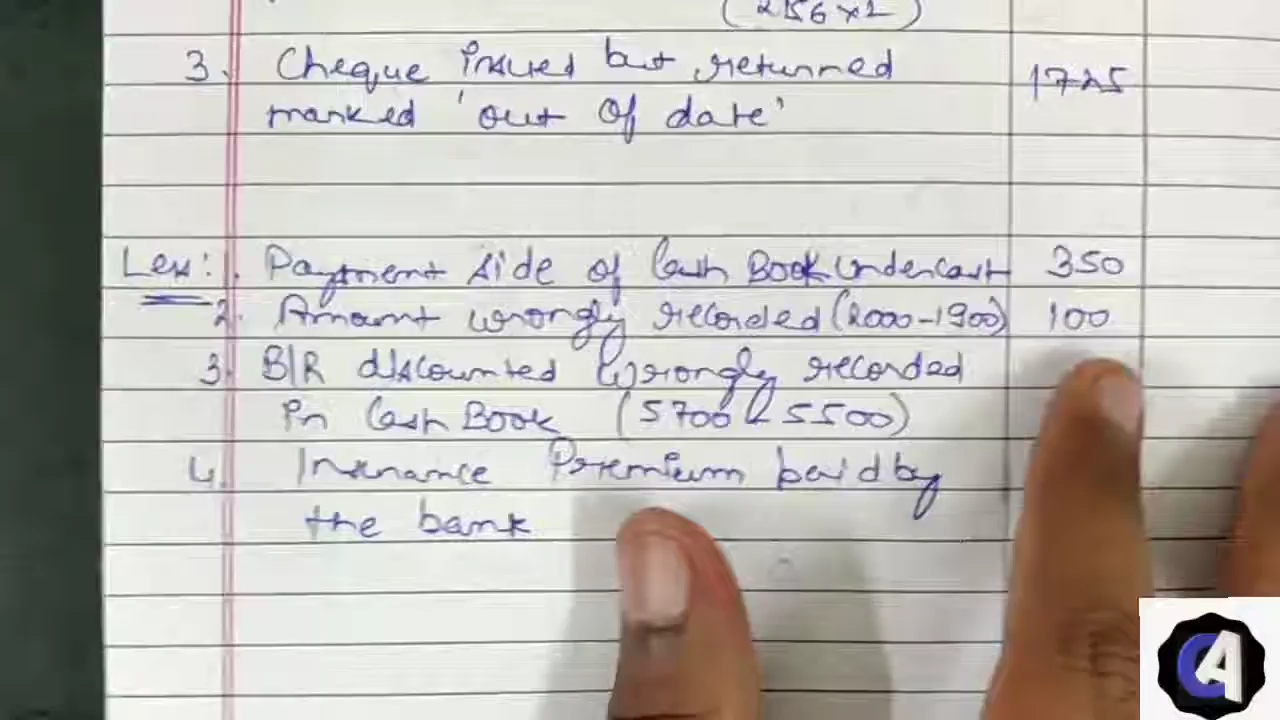 (256x2)
3. Cheque issued but returned 1725
marked 'out of date'
Less: 1. Payment side of Cash Book undercast 350
2. Amount wrongly recorded (2000-1900) 100
3. B/R discounted wrongly recorded
in Cash Book (5700 & 5500)
4. Insurance Premium paid by
the bank
CA